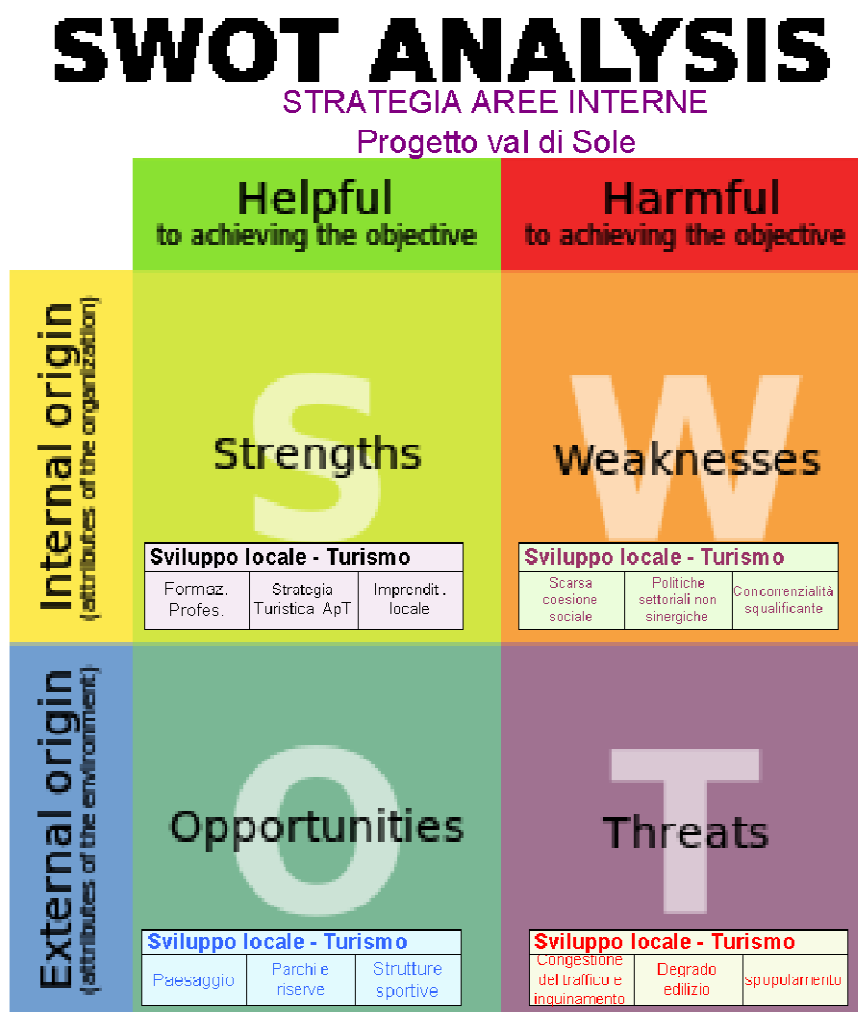 SWOT ANALYSIS
STRATEGIA AREE INTERNE
Progetto val di Sole
Helpful
to achieving the objective
Harmful
to achieving the objective
Internal origin
(attributes of the organization)
S
Strengths
Sviluppo locale - Turismo
Formaz.
Profes.
Strategia
Turistica ApT
Imprendit.
locale
W
Weaknesses
Sviluppo locale - Turismo
Scarsa
coesione
sociale
Politiche
settoriali non
sinergiche
Concorrenzialità
squalificante
External origin
(attributes of the environment)
O
Opportunities
Sviluppo locale - Turismo
Paesaggio
Parchi e
riserve
Strutture
sportive
T
Threats
Sviluppo locale - Turismo
Congestione
del traffico e
inquinamento
Degrado
edilizio
spopolamento